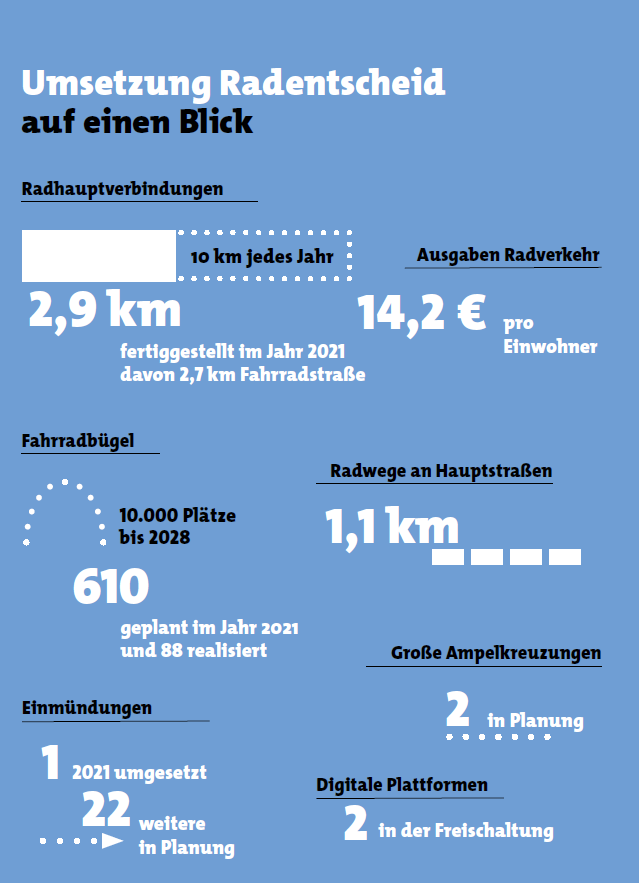 Umsetzung Radentscheid
auf einen Blick
Radhauptverbindungen
10 km jedes Jahr
2,9 km
fertiggestellt im Jahr 2021
davon 2,7 km Fahrradstraße
Ausgaben Radverkehr
14,2 € pro
Einwohner
Fahrradbügel
10.000 Plätze
bis 2028
610
geplant im Jahr 2021
und 88 realisiert
Radwege an Hauptstraßen
1,1 km
Große Ampelkreuzungen
2 in Planung
Einmündungen
1 2021 umgesetzt
22 weitere
in Planung
Digitale Plattformen
2 in der Freischaltung